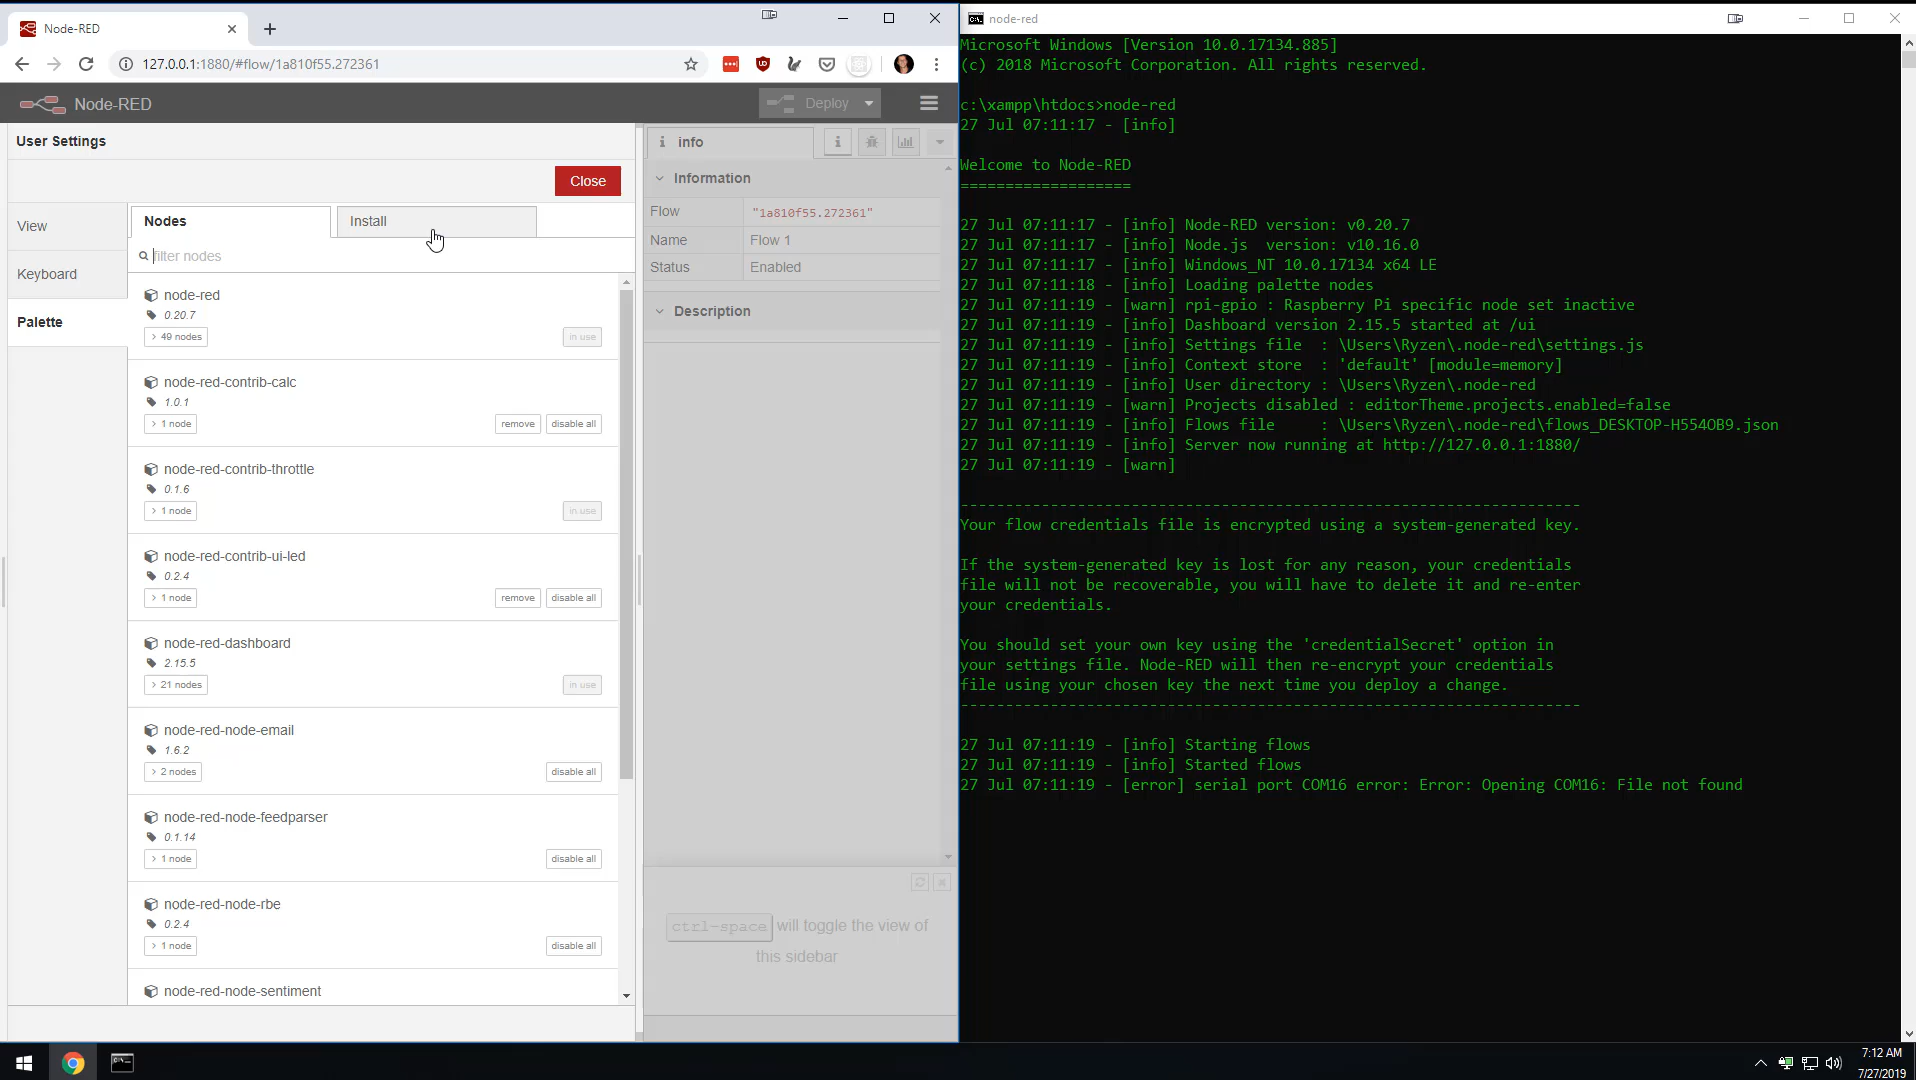 Node-RED
127.0.0.1:1880/#flow/1a810f55.272361
Node-RED
Deploy
User Settings
Close
View
Keyboard
Palette
Nodes
Install
filter nodes
node-red
0.20.7
49 nodes
in use
node-red-contrib-calc
1.0.1
1 node
remove
disable all
node-red-contrib-throttle
0.1.6
1 node
in use
node-red-contrib-ui-led
0.2.4
1 node
remove
disable all
node-red-dashboard
2.15.5
21 nodes
in use
node-red-node-email
1.6.2
2 nodes
disable all
node-red-node-feedparser
0.1.14
1 node
disable all
node-red-node-rbe
0.2.4
1 node
disable all
node-red-node-sentiment
info
Information
Flow "1a810f55.272361"
Name Flow 1
Status Enabled
Description
ctrl-space will toggle the view of
this sidebar
node-red
Microsoft Windows [Version 10.0.17134.885]
(c) 2018 Microsoft Corporation. All rights reserved.
c:\xampp\htdocs>node-red
27 Jul 07:11:17 - [info]
Welcome to Node-RED
===================
27 Jul 07:11:17 - [info] Node-RED version: v0.20.7
27 Jul 07:11:17 - [info] Node.js  version: v10.16.0
27 Jul 07:11:17 - [info] Windows_NT 10.0.17134 x64 LE
27 Jul 07:11:18 - [info] Loading palette nodes
27 Jul 07:11:19 - [warn] rpi-gpio : Raspberry Pi specific node set inactive
27 Jul 07:11:19 - [info] Dashboard version 2.15.5 started at /ui
27 Jul 07:11:19 - [info] Settings file  : \Users\Ryzen\.node-red\settings.js
27 Jul 07:11:19 - [info] Context store  : 'default' [module=memory]
27 Jul 07:11:19 - [info] User directory : \Users\Ryzen\.node-red
27 Jul 07:11:19 - [warn] Projects disabled : editorTheme.projects.enabled=false
27 Jul 07:11:19 - [info] Flows file     : \Users\Ryzen\.node-red\flows_DESKTOP-H554OB9.json
27 Jul 07:11:19 - [info] Server now running at http://127.0.0.1:1880/
27 Jul 07:11:19 - [warn]
---------------------------------------------------------------------
Your flow credentials file is encrypted using a system-generated key.
If the system-generated key is lost for any reason, your credentials
file will not be recoverable, you will have to delete it and re-enter
your credentials.
You should set your own key using the 'credentialSecret' option in
your settings file. Node-RED will then re-encrypt your credentials
file using your chosen key the next time you deploy a change.
---------------------------------------------------------------------
27 Jul 07:11:19 - [info] Starting flows
27 Jul 07:11:19 - [info] Started flows
27 Jul 07:11:19 - [error] serial port COM16 error: Error: Opening COM16: File not found
7:12 AM
7/27/2019